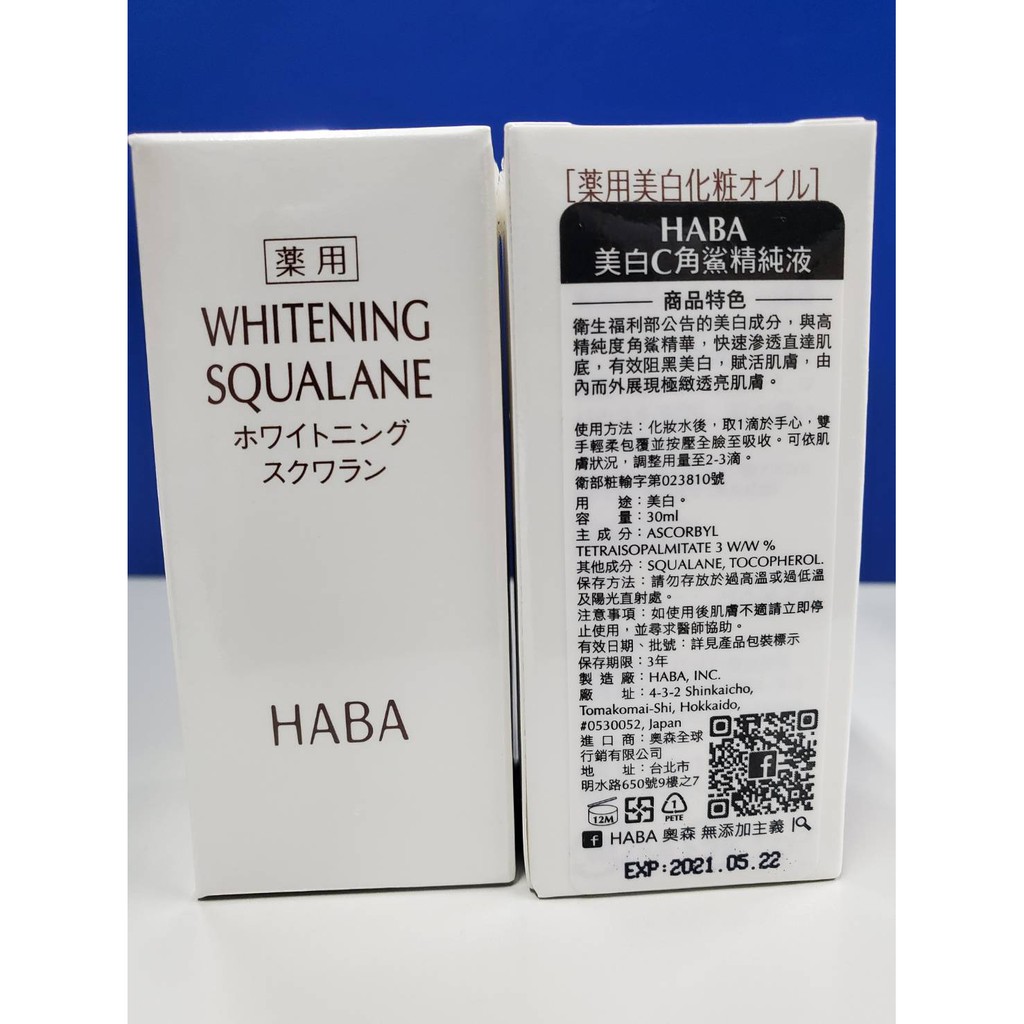 薬用
WHITENING
SQUALANE
ホワイトニング
スクワラン
HABA
[薬用美白化粧オイル]
HABA
美白C角鯊精純液
商品特色
衛生福利部公告的美白成分，與高
精純度角鯊精華，快速滲透直達肌
底，有效阻黑美白，賦活肌膚，由
內而外展現極緻透亮肌膚。
使用方法：化妝水後，取1滴於手心，雙
手輕柔包覆並按壓全臉至吸收。可依肌
膚狀況，調整用量至2-3滴。
衛部粧輸字第023810號
用 途：美白。
容 量：30ml
主 成 分：ASCORBYL
TETRAISOPALMITATE 3 W/W %
其他成分：SQUALANE, TOCOPHEROL.
保存方法：請勿存放於過高溫或過低溫
及陽光直射處。
注意事項：如使用後肌膚不適請立即停
止使用，並尋求醫師協助。
有效日期、批號：詳見產品包裝標示
保存期限：3年
製 造 廠：HABA, INC.
廠 址：4-3-2 Shinkaicho,
Tomakomai-Shi, Hokkaido,
#0530052, Japan
進 口 商：奧森全球
行銷有限公司
地 址：台北市
明水路650號9樓之7
12M
1
PETE
f
f HABA 奧森 無添加主義
EXP:2021.05.22